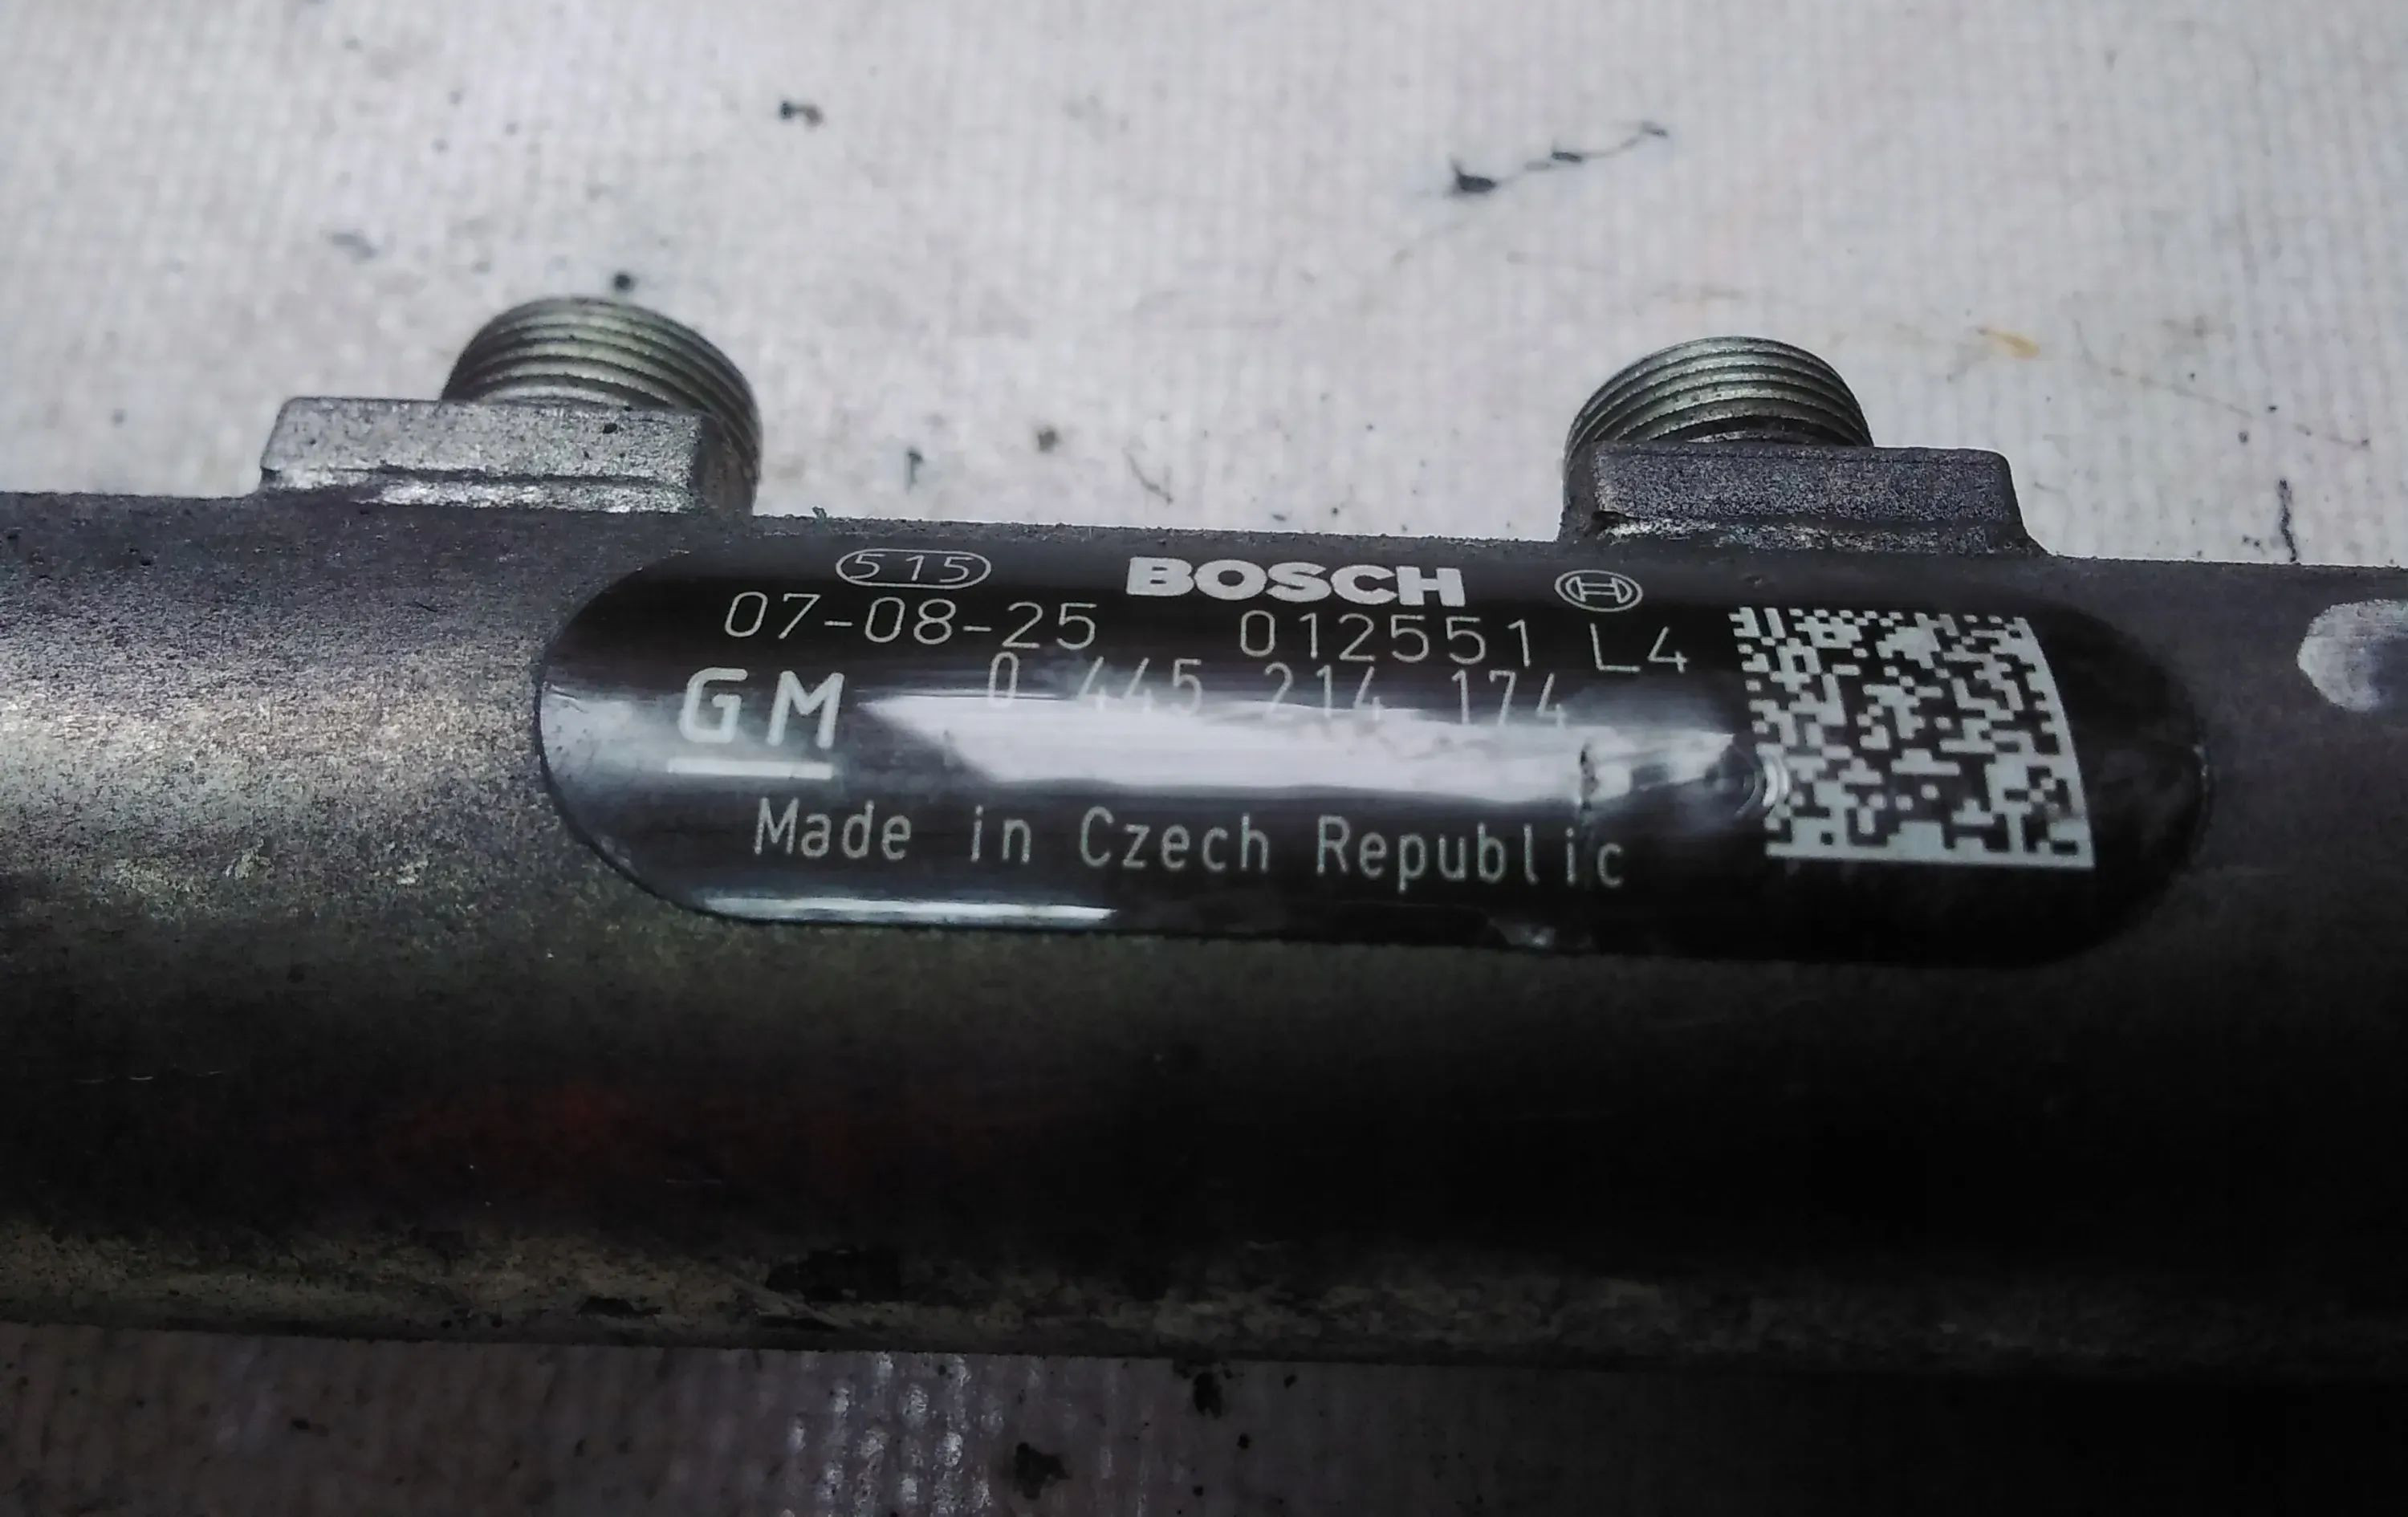 515 BOSCH
07-08-25 012551 L4
GM 0 445 214 174
Made in Czech Republic